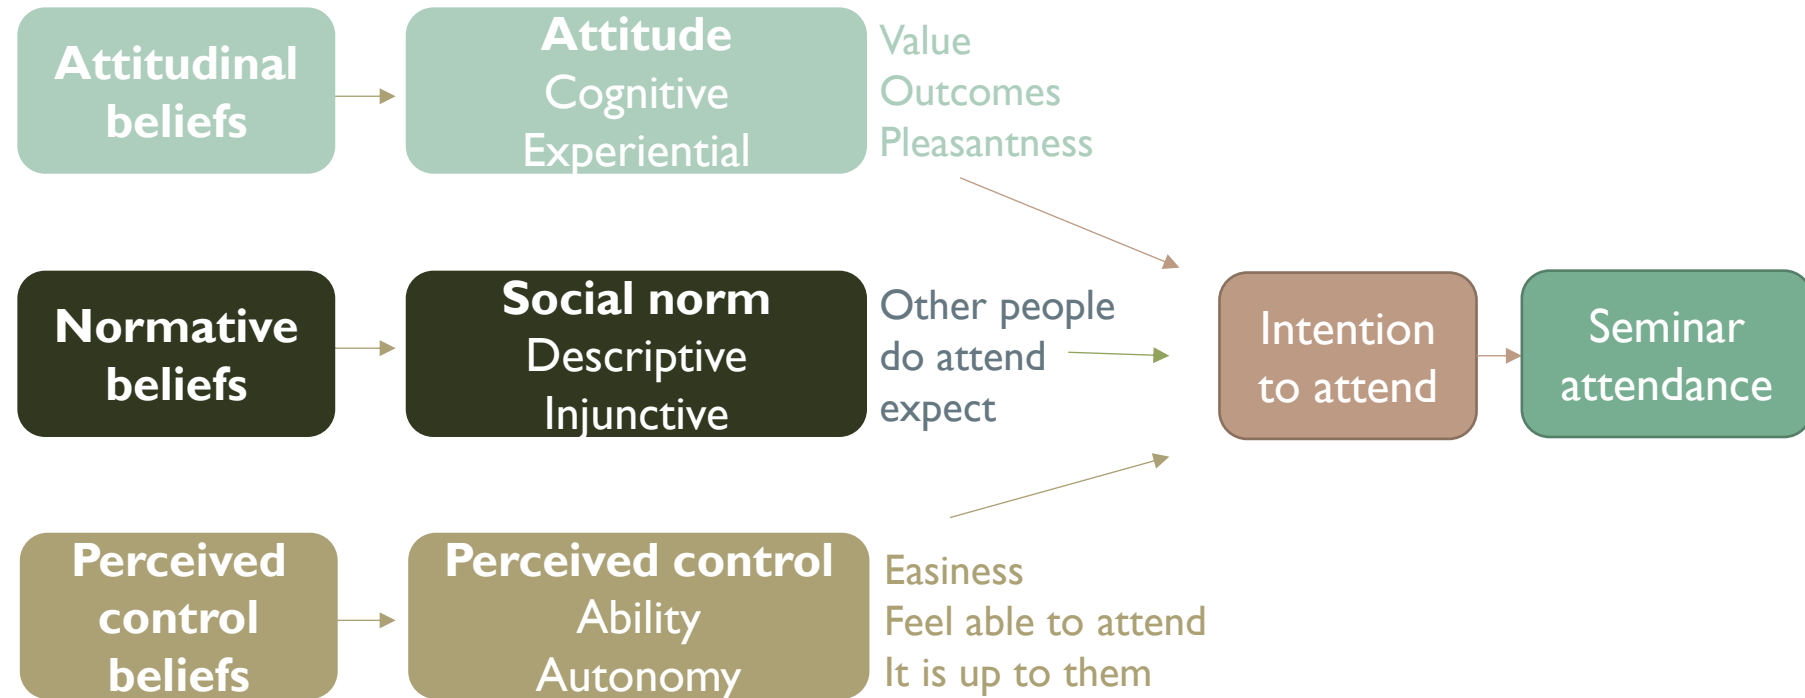 Attitudinal
beliefs
Attitude
Cognitive
Experiential
Value
Outcomes
Pleasantness
Normative
beliefs
Social norm
Descriptive
Injunctive
Other people
do attend
expect
Intention
to attend
Seminar
attendance
Perceived
control
beliefs
Perceived control
Ability
Autonomy
Easiness
Feel able to attend
It is up to them